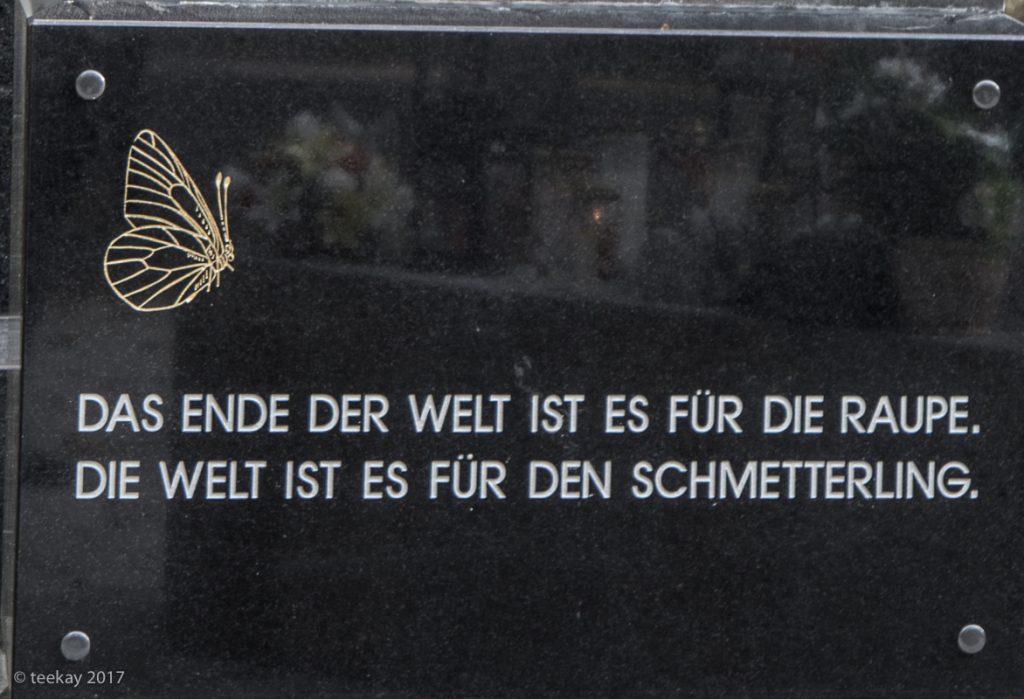 DAS ENDE DER WELT IST ES FÜR DIE RAUPE.
DIE WELT IST ES FÜR DEN SCHMETTERLING.
© teekay 2017